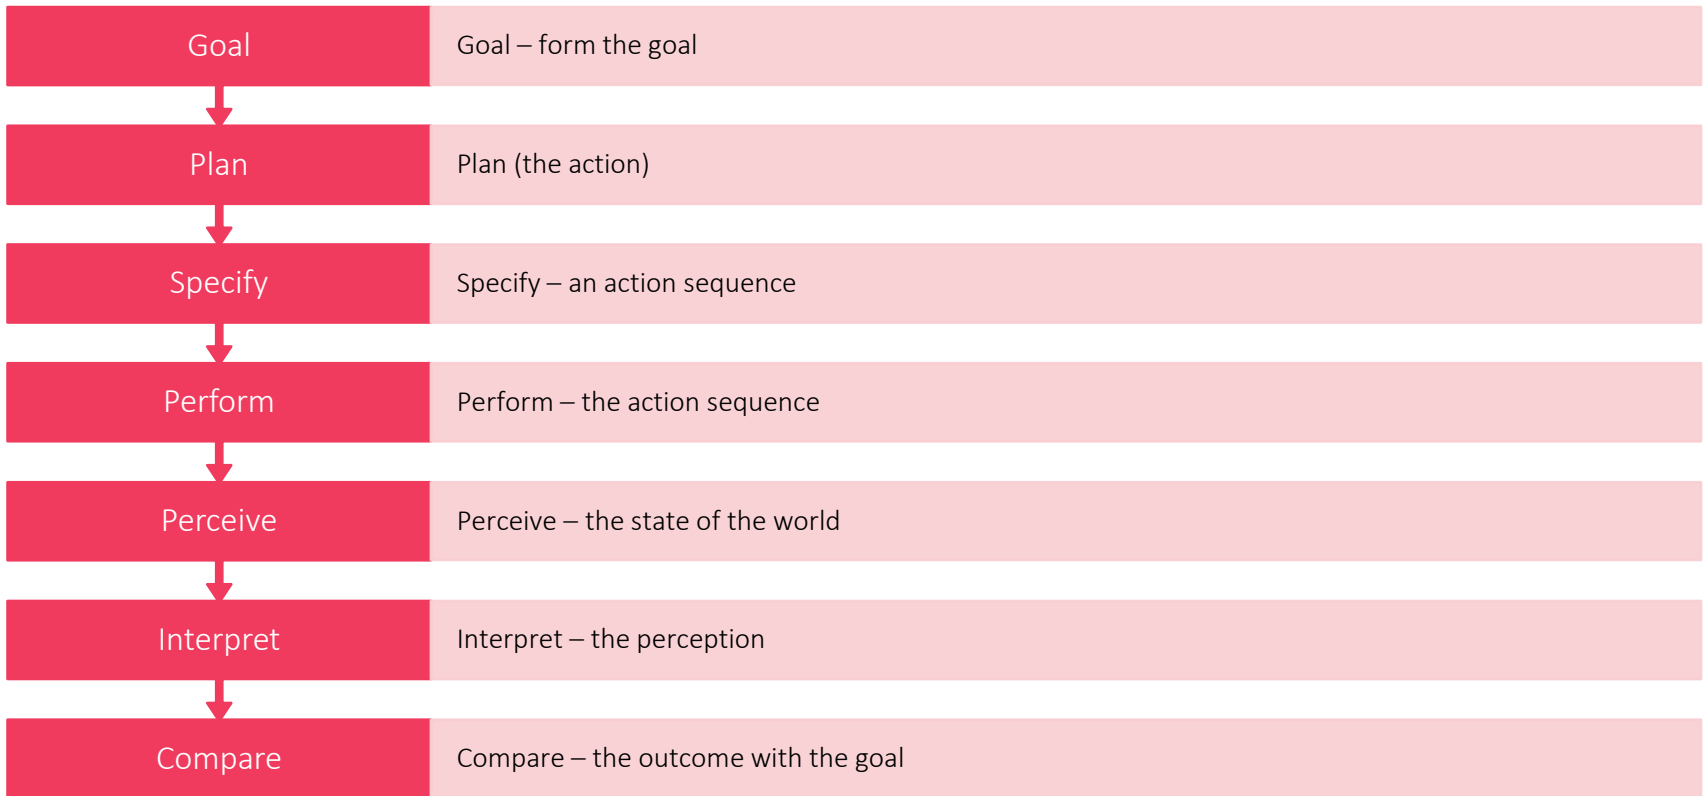 Goal
Goal – form the goal
Plan
Plan (the action)
Specify
Specify – an action sequence
Perform
Perform – the action sequence
Perceive
Perceive – the state of the world
Interpret
Interpret – the perception
Compare
Compare – the outcome with the goal